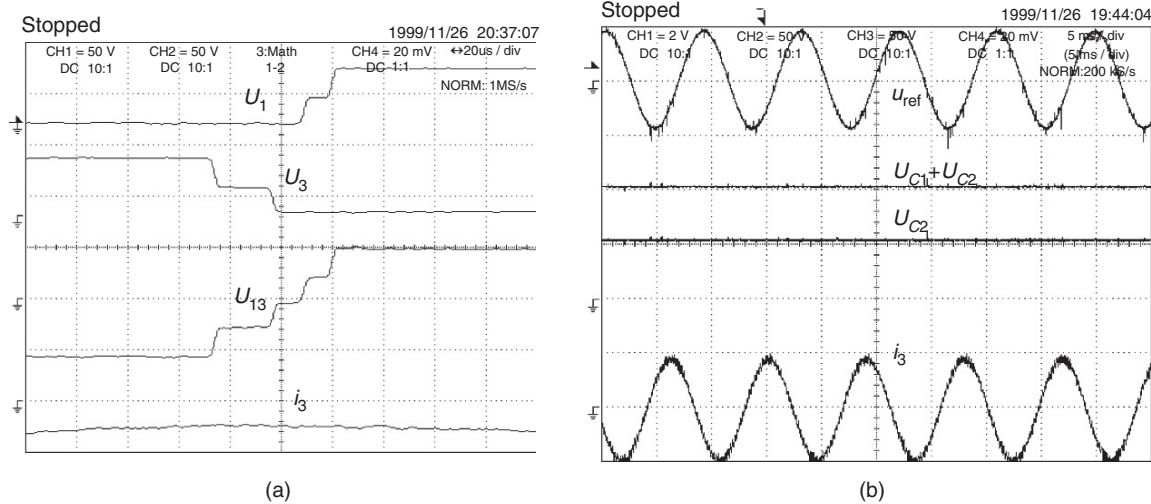 Stopped
1999/11/26 20:37:07
CH1 = 50 V CH2 = 50 V 3:Math CH4 = 20 mV ↔20us / div
DC 10:1 DC 10:1 1-2 DC 1:1
NORM: 1MS/s
U1
U3
U13
i3
(a)
Stopped
1999/11/26 19:44:04
CH1 = 2 V CH2 = 50 V CH3 = 50 V CH4 = 20 mV 5 ms / div
DC 10:1 DC 10:1 DC 10:1 DC 1:1 (5 ms / div)
NORM:200 kS/s
uref
UC1+UC2
UC2
i3
(b)